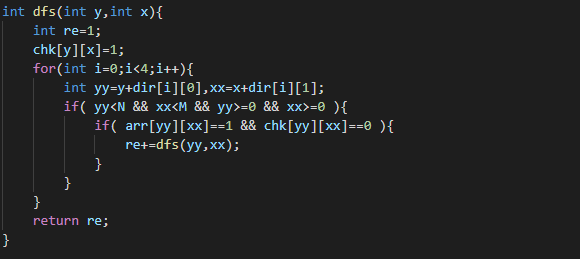 int dfs(int y,int x){
    int re=1;
    chk[y][x]=1;
    for(int i=0;i<4;i++){
        int yy=y+dir[i][0],xx=x+dir[i][1];
        if( yy<N && xx<M && yy>=0 && xx>=0 ){
            if( arr[yy][xx]==1 && chk[yy][xx]==0 ){
                re+=dfs(yy,xx);
            }
        }
    }
    return re;
}